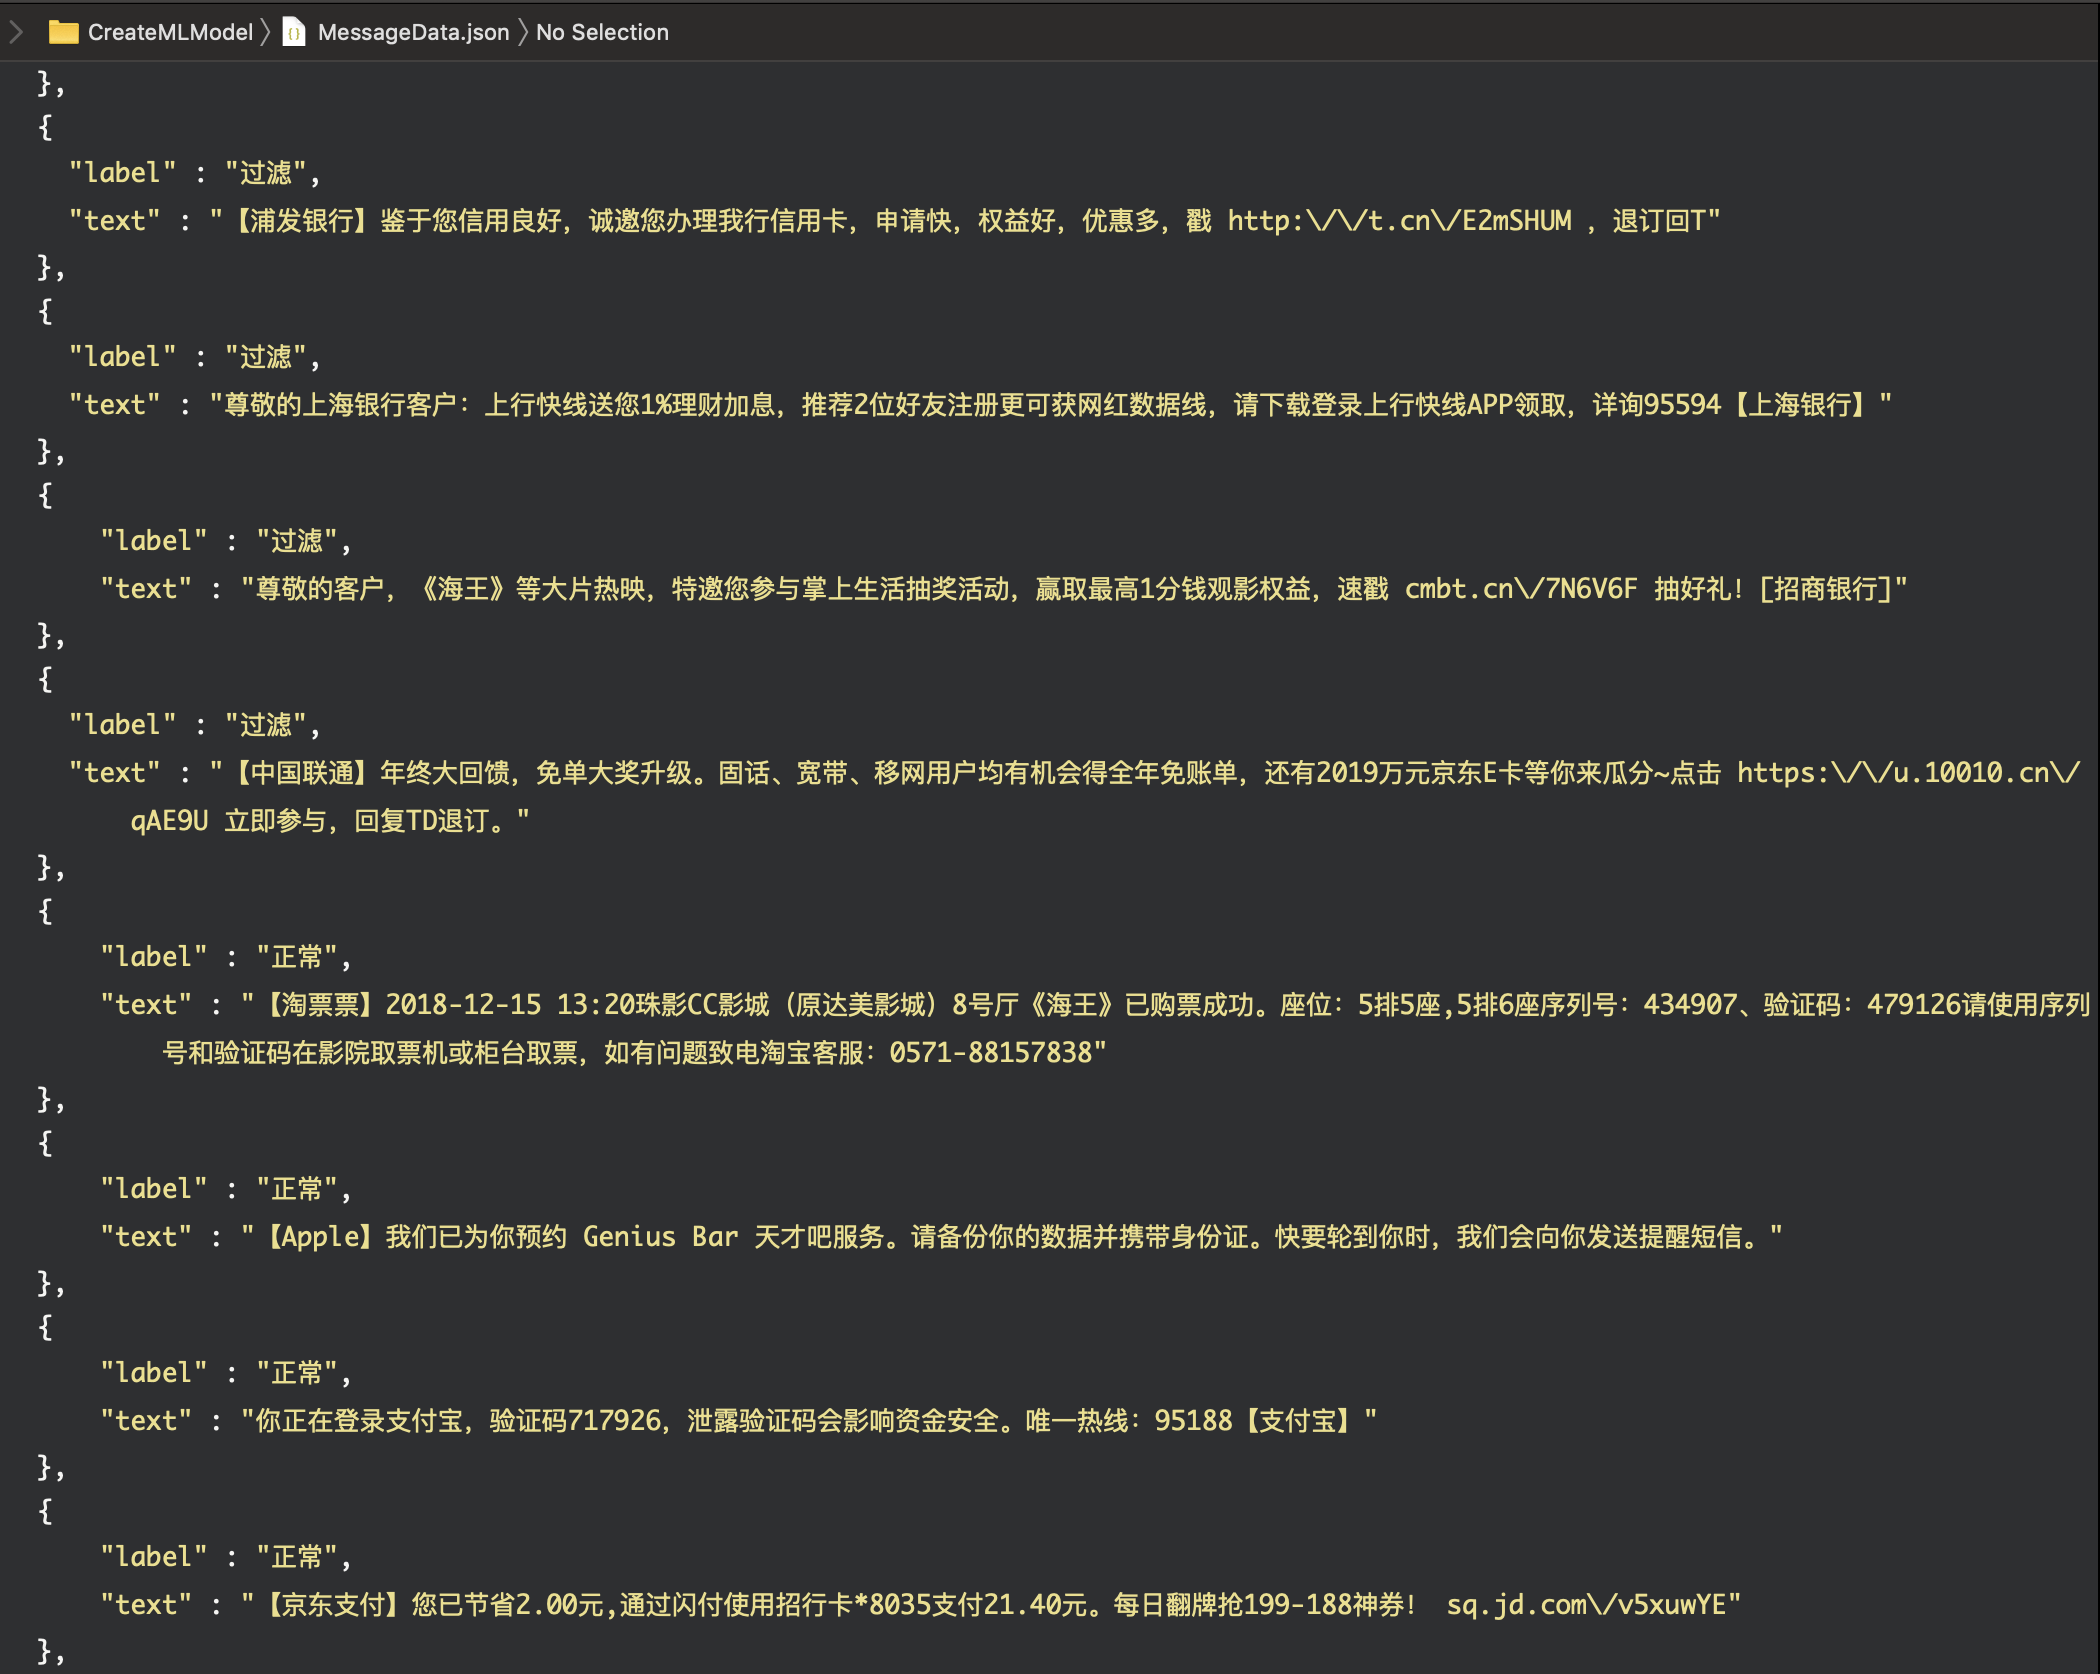 CreateMLModel 〉 MessageData.json 〉 No Selection
},
{
"label" : "过滤",
"text" : "【浦发银行】鉴于您信用良好，诚邀您办理我行信用卡，申请快，权益好，优惠多，戳 http:\/\/t.cn\/E2mSHUM ，退订回T"
},
{
"label" : "过滤",
"text" : "尊敬的上海银行客户：上行快线送您1%理财加息，推荐2位好友注册更可获网红数据线，请下载登录上行快线APP领取，详询95594【上海银行】"
},
{
"label" : "过滤",
"text" : "尊敬的客户，《海王》等大片热映，特邀您参与掌上生活抽奖活动，赢取最高1分钱观影权益，速戳 cmbt.cn\/7N6V6F 抽好礼！[招商银行]"
},
{
"label" : "过滤",
"text" : "【中国联通】年终大回馈，免单大奖升级。固话、宽带、移网用户均有机会得全年免账单，还有2019万元京东E卡等你来瓜分~点击 https:\/\/u.10010.cn\/
qAE9U 立即参与，回复TD退订。"
},
{
"label" : "正常",
"text" : "【淘票票】2018-12-15 13:20珠影CC影城（原达美影城）8号厅《海王》已购票成功。座位：5排5座,5排6座序列号：434907、验证码：479126请使用序列
号和验证码在影院取票机或柜台取票，如有问题致电淘宝客服：0571-88157838"
},
{
"label" : "正常",
"text" : "【Apple】我们已为你预约 Genius Bar 天才吧服务。请备份你的数据并携带身份证。快要轮到你时，我们会向你发送提醒短信。"
},
{
"label" : "正常",
"text" : "你正在登录支付宝，验证码717926，泄露验证码会影响资金安全。唯一热线：95188【支付宝】"
},
{
"label" : "正常",
"text" : "【京东支付】您已节省2.00元,通过闪付使用招行卡*8035支付21.40元。每日翻牌抢199-188神券！ sq.jd.com\/v5xuwYE"
},